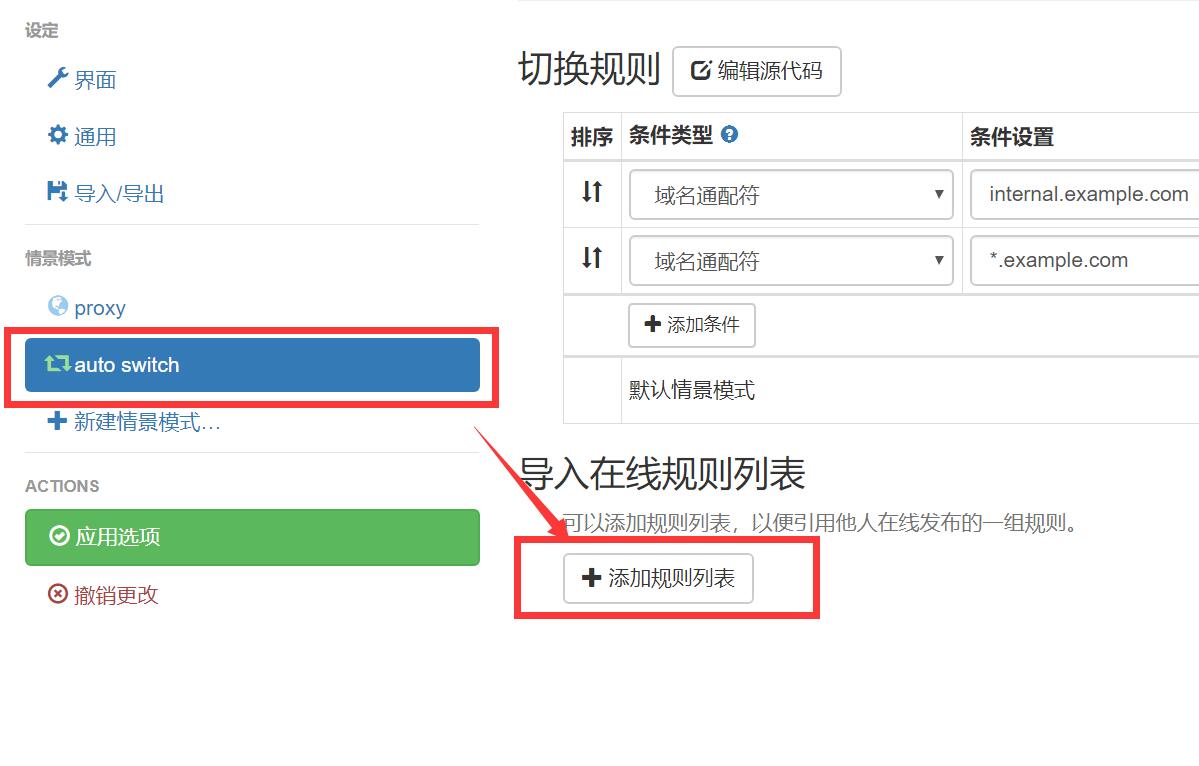 设定
界面
通用
导入/导出
情景模式
proxy
auto switch
新建情景模式...
ACTIONS
应用选项
撤销更改
切换规则 编辑源代码
排序 条件类型 条件设置
域名通配符 internal.example.com
域名通配符 *.example.com
添加条件
默认情景模式
导入在线规则列表
可以添加规则列表，以便引用他人在线发布的一组规则。
添加规则列表